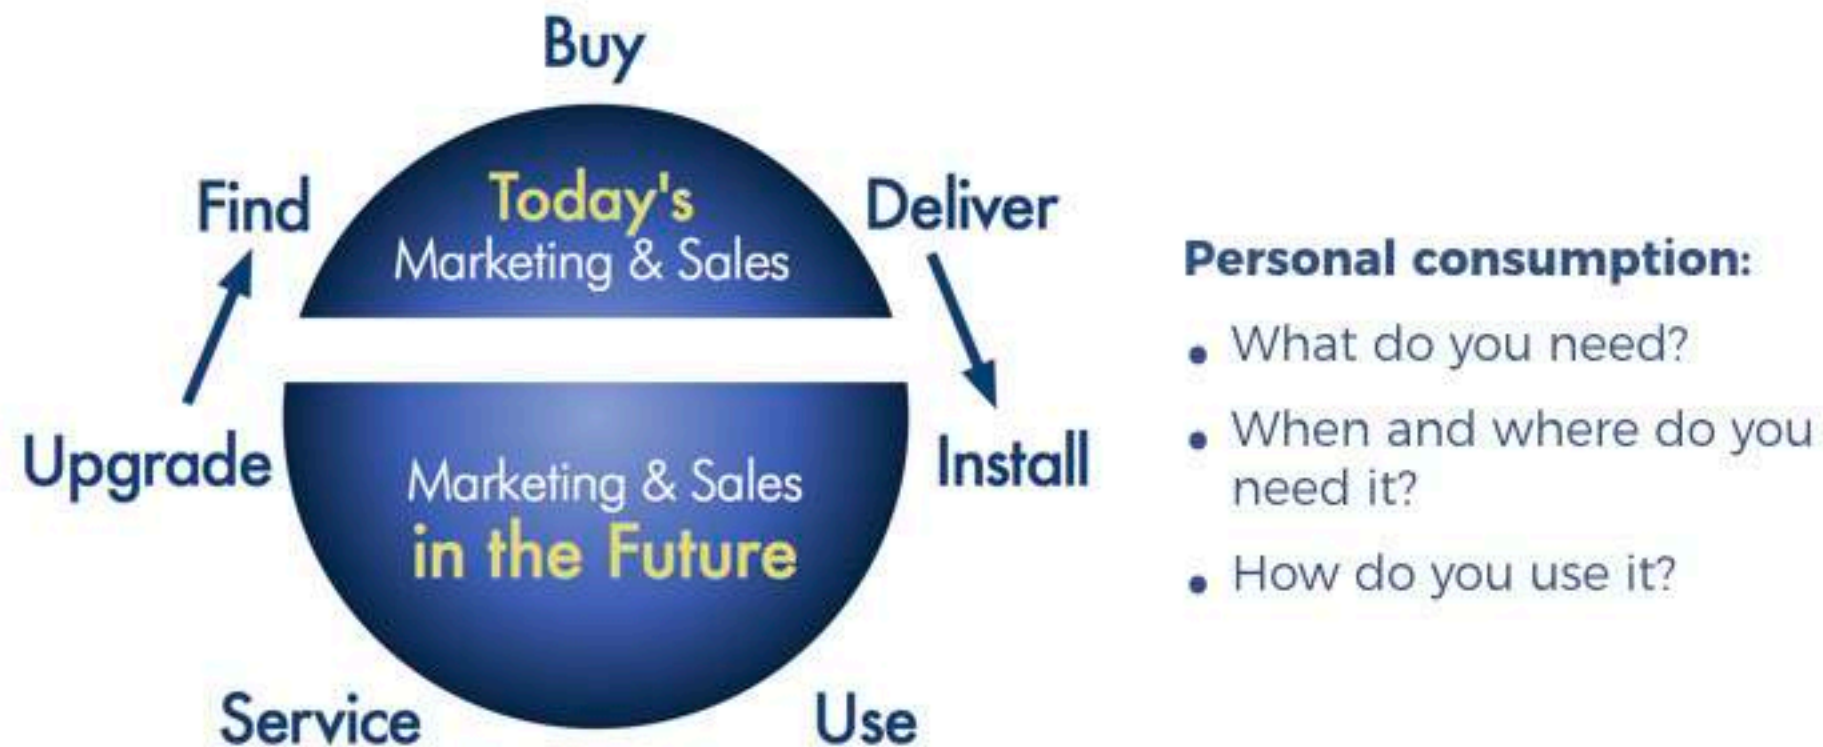 Buy
Find
Today's
Marketing & Sales
Deliver
Upgrade
Marketing & Sales
in the Future
Install
Service
Use
Personal consumption:
• What do you need?
• When and where do you
need it?
• How do you use it?